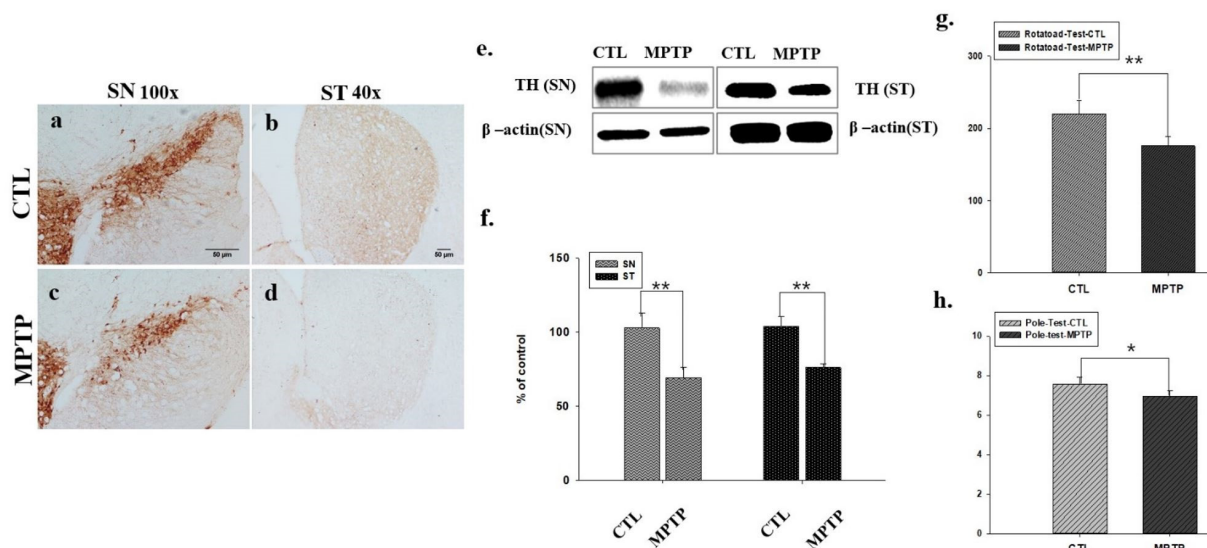 SN 100x ST 40x
a b
50 µm 50 µm
CTL
c d
MPTP
e.
CTL MPTP CTL MPTP
TH (SN) TH (ST)
β –actin(SN) β –actin(ST)
f.
SN
ST
150
100
50
0
% of control
** **
CTL MPTP CTL MPTP
g.
Rotatoad-Test-CTL
Rotatoad-Test-MPTP
300
200
100
0
**
CTL MPTP
h.
Pole-Test-CTL
Pole-test-MPTP
10
8
6
4
2
0
*
CTL MPTP